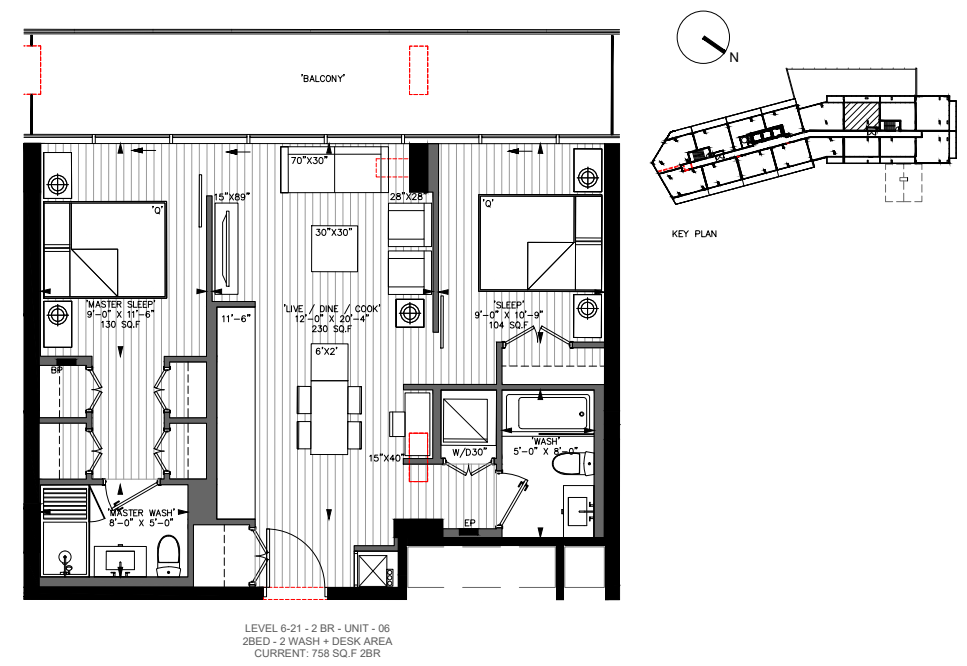 'BALCONY'
N
KEY PLAN
70"X30"
'Q'
15"X89"
28"X28"
'Q'
30"X30"
'MASTER SLEEP'
9'-0" X 11'-6"
130 SQ.F
11'-6"
'LIVE / DINE / COOK'
12'-0" X 20'-4"
230 SQ.F
'SLEEP'
9'-0" X 10'-9"
104 SQ.F
6'X2'
BP
15"X40"
W/D30"
'WASH'
5'-0" X 8'-0"
'MASTER WASH'
8'-0" X 5'-0"
EP
LEVEL 6-21 - 2 BR - UNIT - 06
2BED - 2 WASH + DESK AREA
CURRENT: 758 SQ.F 2BR